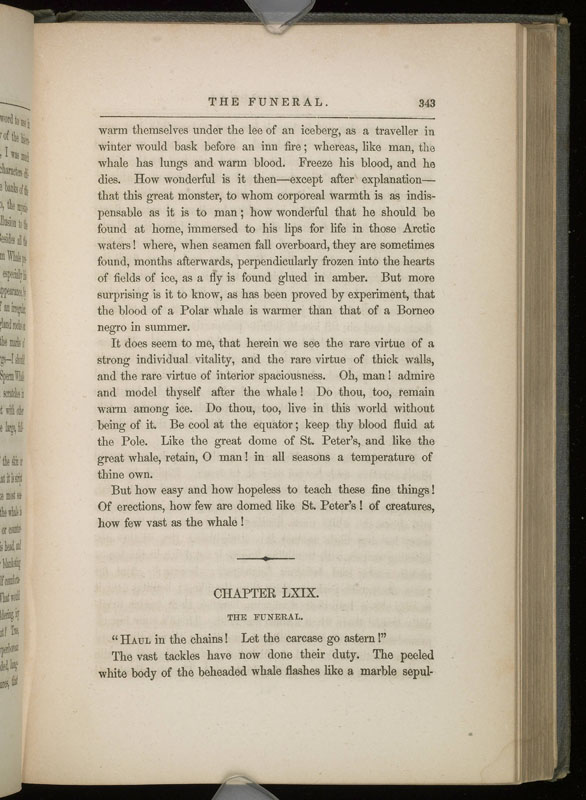 THE FUNERAL. 343
warm themselves under the lee of an iceberg, as a traveller in
winter would bask before an inn fire; whereas, like man, the
whale has lungs and warm blood. Freeze his blood, and he
dies. How wonderful is it then—except after explanation—
that this great monster, to whom corporeal warmth is as indis-
pensable as it is to man; how wonderful that he should be
found at home, immersed to his lips for life in those Arctic
waters! where, when seamen fall overboard, they are sometimes
found, months afterwards, perpendicularly frozen into the hearts
of fields of ice, as a fly is found glued in amber. But more
surprising is it to know, as has been proved by experiment, that
the blood of a Polar whale is warmer than that of a Borneo
negro in summer.
It does seem to me, that herein we see the rare virtue of a
strong individual vitality, and the rare virtue of thick walls,
and the rare virtue of interior spaciousness. Oh, man! admire
and model thyself after the whale! Do thou, too, remain
warm among ice. Do thou, too, live in this world without
being of it. Be cool at the equator; keep thy blood fluid at
the Pole. Like the great dome of St. Peter's, and like the
great whale, retain, O man! in all seasons a temperature of
thine own.
But how easy and how hopeless to teach these fine things!
Of erections, how few are domed like St. Peter's! of creatures,
how few vast as the whale!
CHAPTER LXIX.
THE FUNERAL.
"HAUL in the chains! Let the carcase go astern!"
The vast tackles have now done their duty. The peeled
white body of the beheaded whale flashes like a marble sepul-